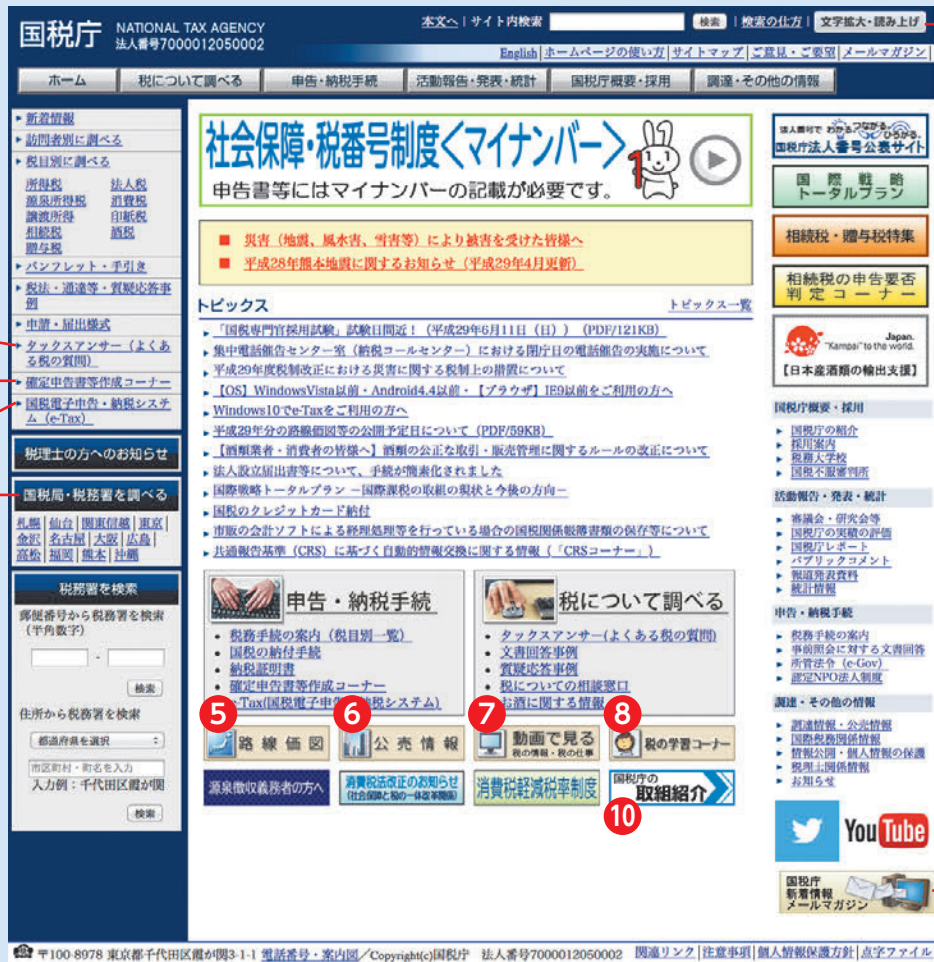 国税庁 NATIONAL TAX AGENCY
法人番号7000012050002
本文へ | サイト内検索 検索 | 検索の仕方 | 文字拡大・読み上げ
English | ホームページの使い方 | サイトマップ | ご意見・ご要望 | メールマガジン |
ホーム 税について調べる 申告・納税手続 活動報告・発表・統計 国税庁概要・採用 調達・その他の情報
新着情報
訪問者別に調べる
税目別に調べる
所得税 法人税
源泉所得税 消費税
譲渡所得 印紙税
相続税 酒税
贈与税
パンフレット・手引き
税法・通達等・質疑応答事
例
申請・届出様式
タックスアンサー(よくあ
る税の質問)
確定申告書等作成コーナー
国税電子申告・納税システ
ム(e-Tax)
税理士の方へのお知らせ
国税局・税務署を調べる
札幌 | 仙台 | 関東信越 | 東京 |
金沢 | 名古屋 | 大阪 | 広島 |
高松 | 福岡 | 熊本 | 沖縄
税務署を検索
郵便番号から税務署を検索
(半角数字)
-
検索
住所から税務署を検索
都道府県を選択
市区町村・町名を入力
入力例:千代田区霞が関
検索
社会保障・税番号制度<マイナンバー>
申告書等にはマイナンバーの記載が必要です。
■ 災害(地震、風水害、雪害等)により被害を受けた皆様へ
■ 平成28年熊本地震に関するお知らせ(平成29年4月更新)
トピックス トピックス一覧
「国税専門官採用試験」試験日間近!(平成29年6月11日(日))(PDF/121KB)
集中電話催告センター室(納税コールセンター)における閉庁日の電話催告の実施について
平成29年度税制改正における災害に関する税制上の措置について
【OS】WindowsVista以前・Android4.4以前・【ブラウザ】IE9以前をご利用の方へ
Windows10でe-Taxをご利用の方へ
平成29年分の路線価図等の公開予定日について(PDF/59KB)
【酒類業者・消費者の皆様へ】酒類の公正な取引・販売管理に関するルールの改正について
法人設立届出書等について、手続が簡素化されました
国際戦略トータルプラン -国際課税の取組の現状と今後の方向-
国税のクレジットカード納付
市販の会計ソフトによる経理処理等を行っている場合の国税関係帳簿書類の保存等について
共通報告基準(CRS)に基づく自動的情報交換に関する情報(「CRSコーナー」)
申告・納税手続
• 税務手続の案内(税目別一覧)
• 国税の納付手続
• 納税証明書
• 確定申告書等作成コーナー
e-Tax(国税電子申告・納税システム)
税について調べる
• タックスアンサー(よくある税の質問)
• 文書回答事例
• 質疑応答事例
• 税についての相談窓口
お酒に関する情報
5 6 7 8
路線価図 公売情報 動画で見る 税の情報・税の仕事 税の学習コーナー
源泉徴収義務者の方へ 消費税法改正のお知らせ (社会保障と税の一体改革関係) 消費税軽減税率制度 国税庁の 取組紹介
10
法人番号で わかる。つながる。ひろがる。
国税庁法人番号公表サイト
国際戦略
トータルプラン
相続税・贈与税特集
相続税の申告要否
判定コーナー
Japan.
"Kampai" to the world.
【日本産酒類の輸出支援】
国税庁概要・採用
国税庁の紹介
採用案内
税務大学校
国税不服審判所
活動報告・発表・統計
審議会・研究会等
国税庁の実績の評価
国税庁レポート
パブリックコメント
報道発表資料
統計情報
申告・納税手続
税務手続の案内
事前照会に対する文書回答
所管法令(e-Gov)
認定NPO法人制度
調達・その他の情報
調達情報・公売情報
国際税務関係情報
情報公開・個人情報の保護
税理士関係情報
お知らせ
YouTube
国税庁
新着情報
メールマガジン
〒100-8978 東京都千代田区霞が関3-1-1 電話番号・案内図/Copyright(c)国税庁 法人番号7000012050002 関連リンク | 注意事項 | 個人情報保護方針 | 点字ファイル